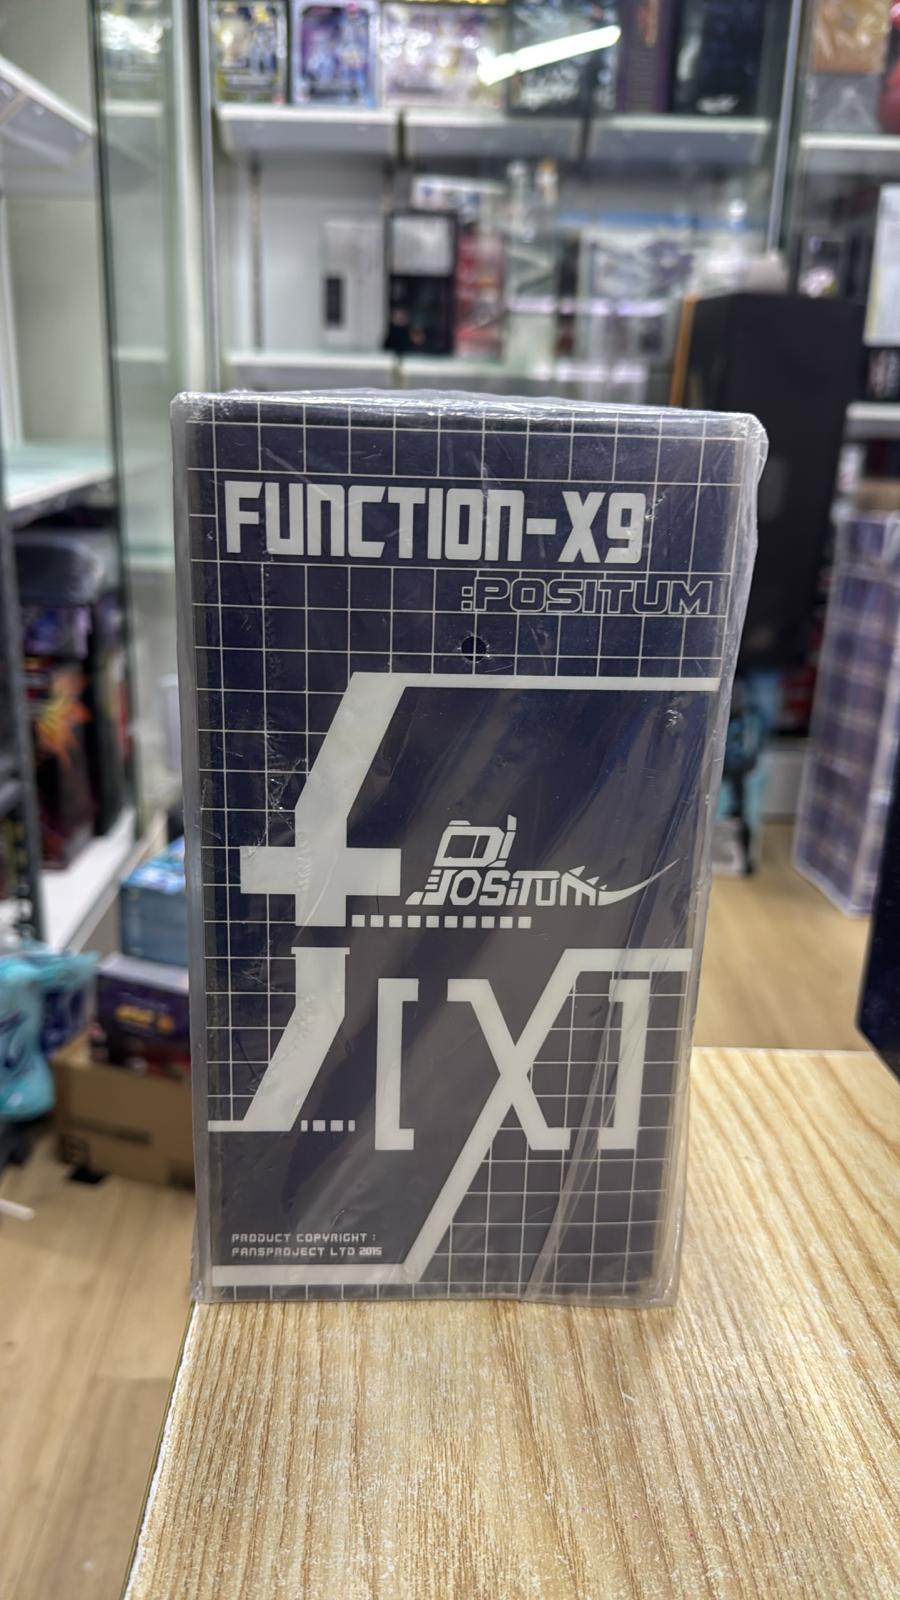 FUNCTION-X9
:POSITUM
POSITUM
f[X]
PRODUCT COPYRIGHT :
FANSPROJECT LTD 2015